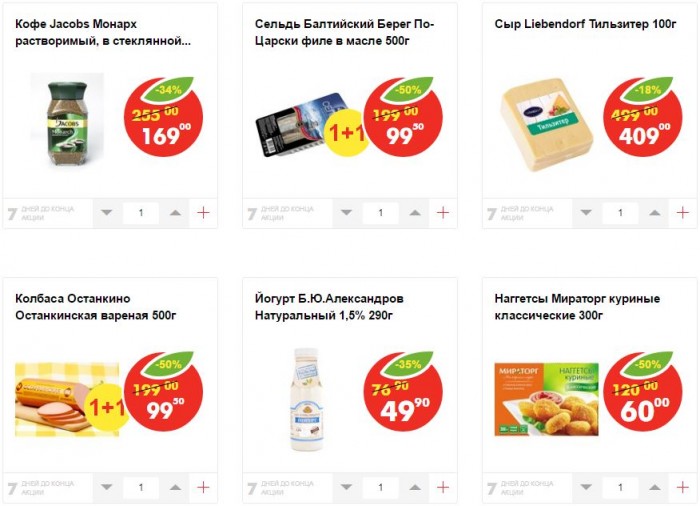 Кофе Jacobs Монарх
растворимый, в стеклянной...
-34%
255 00
169 00
JACOBS
7 ДНЕЙ ДО КОНЦА
АКЦИИ
1
+
Сельдь Балтийский Берег По-
Царски филе в масле 500г
-50%
199 00
1+1
99 50
7 ДНЕЙ ДО КОНЦА
АКЦИИ
1
+
Сыр Liebendorf Тильзитер 100г
-18%
499 00
409 00
Тильзитер
7 ДНЕЙ ДО КОНЦА
АКЦИИ
1
+
Колбаса Останкино
Останкинская вареная 500г
-50%
199 00
1+1
99 50
7 ДНЕЙ ДО КОНЦА
АКЦИИ
1
+
Йогурт Б.Ю.Александров
Натуральный 1,5% 290г
-35%
76 90
49 90
7 ДНЕЙ ДО КОНЦА
АКЦИИ
1
+
Наггетсы Мираторг куриные
классические 300г
-50%
120 00
60 00
МИРАТОРГ
НАГГЕТСЫ
КУРИНЫЕ
7 ДНЕЙ ДО КОНЦА
АКЦИИ
1
+